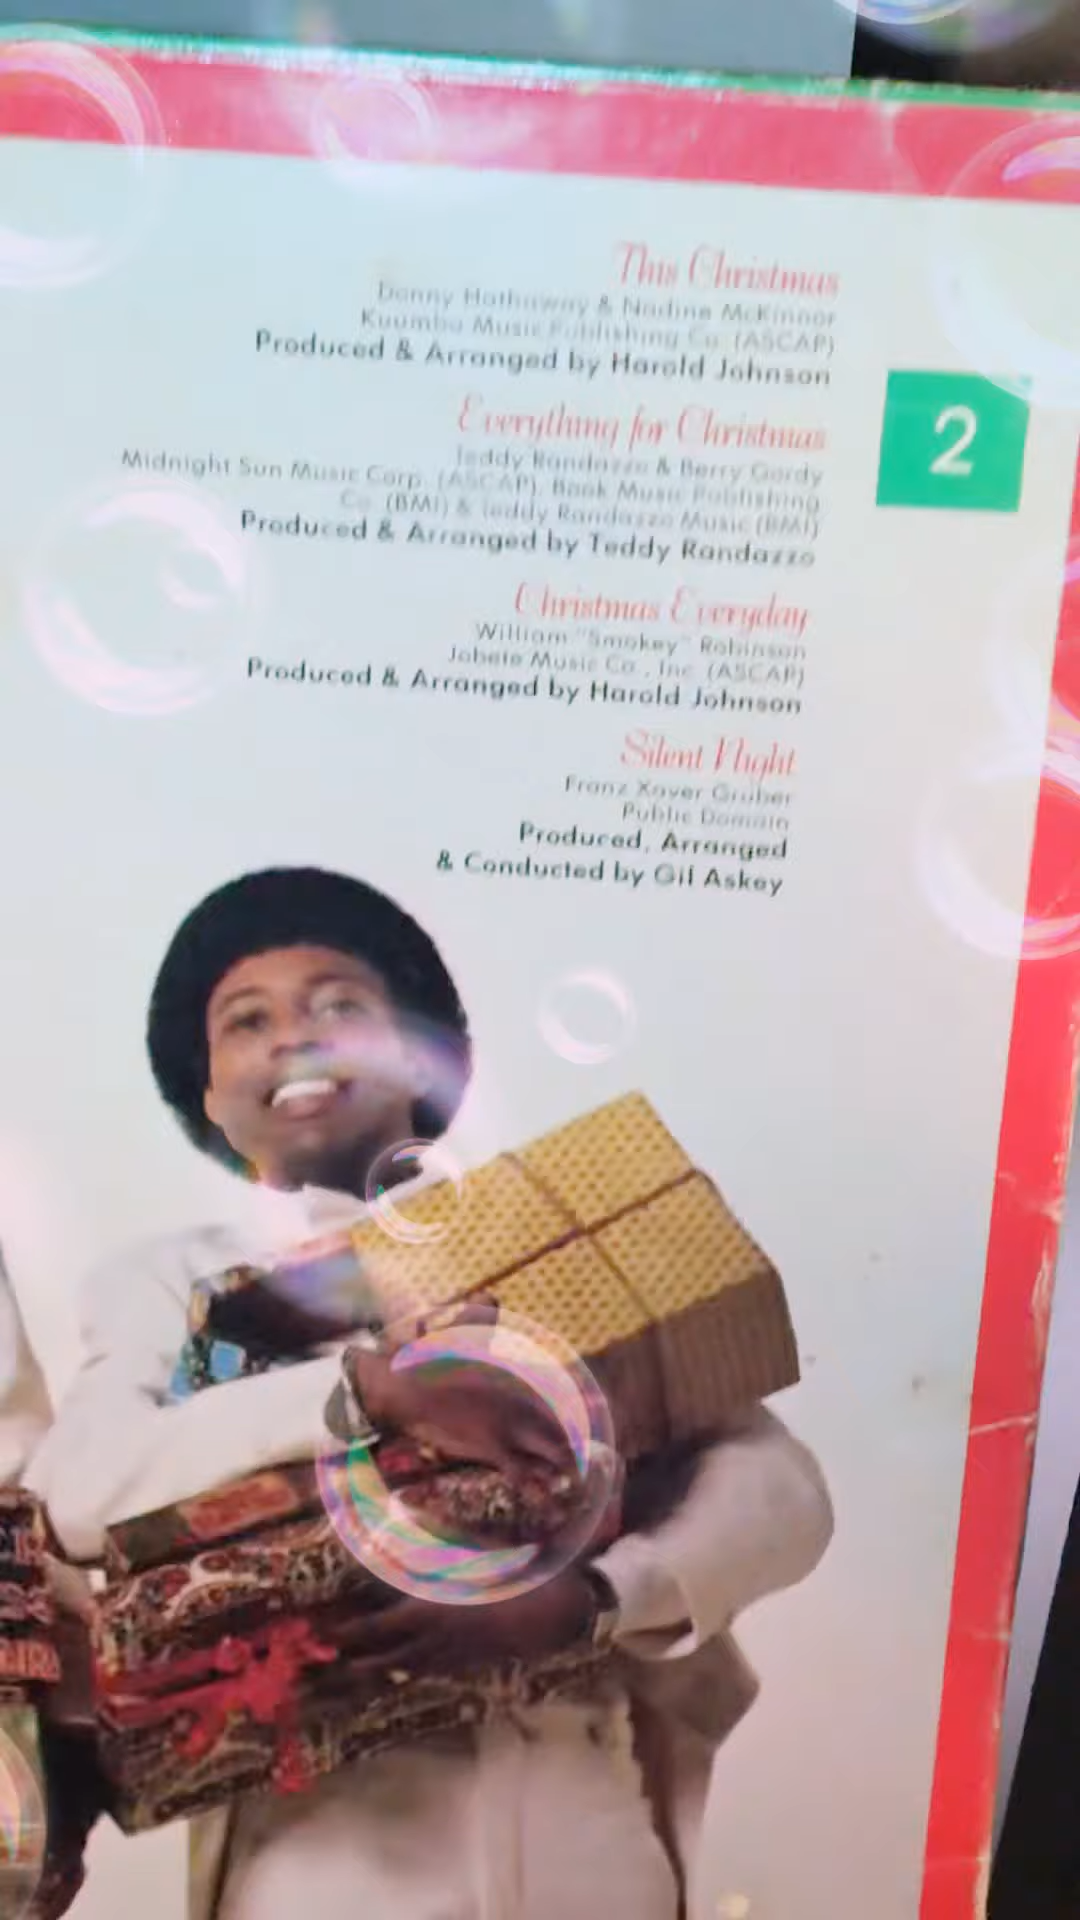 This Christmas
Donny Hathaway & Nadine McKinnor
Kuumba Music Publishing Co. (ASCAP)
Produced & Arranged by Harold Johnson
2
Everything for Christmas
Teddy Randazzo & Berry Gordy
Midnight Sun Music Corp. (ASCAP), Book Music Publishing
Co. (BMI) & Teddy Randazzo Music (BMI)
Produced & Arranged by Teddy Randazzo
Christmas Everyday
William "Smokey" Robinson
Jobete Music Co., Inc. (ASCAP)
Produced & Arranged by Harold Johnson
Silent Night
Franz Xaver Gruber
Public Domain
Produced, Arranged
& Conducted by Gil Askey